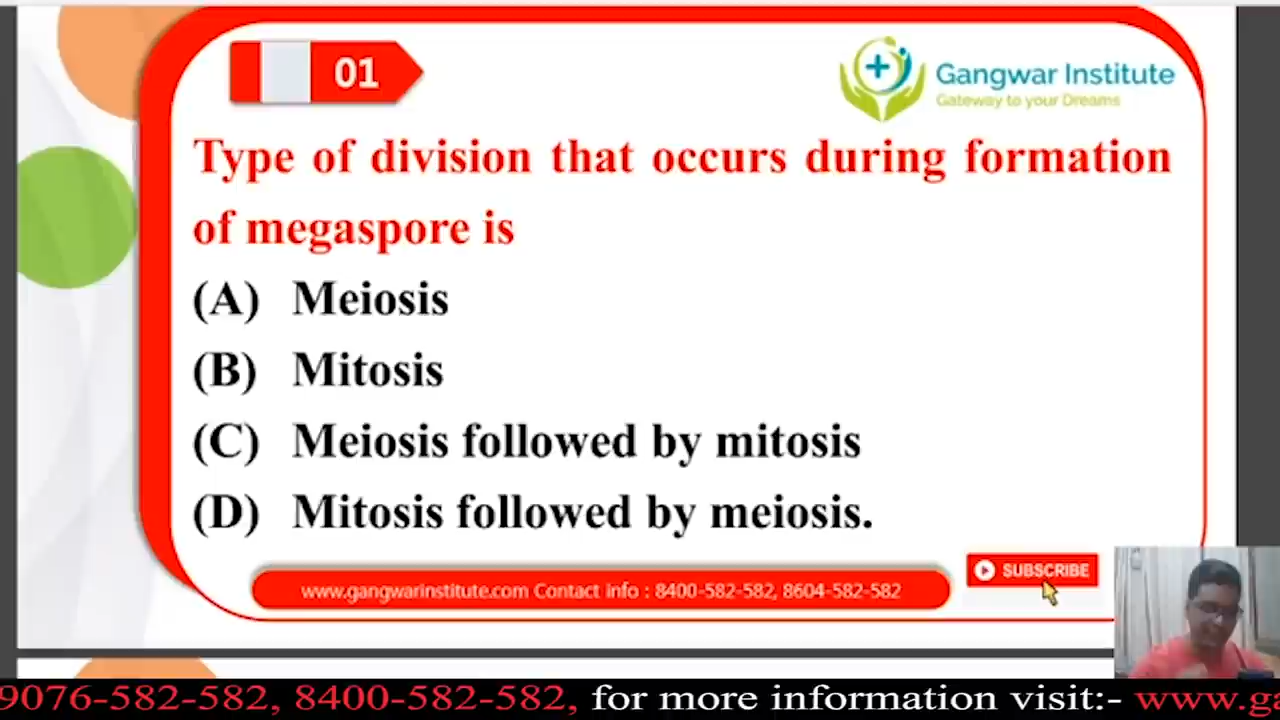 01
Gangwar Institute
Gateway to your Dreams
Type of division that occurs during formation
of megaspore is
(A) Meiosis
(B) Mitosis
(C) Meiosis followed by mitosis
(D) Mitosis followed by meiosis.
www.gangwarinstitute.com Contact info : 8400-582-582, 8604-582-582
SUBSCRIBE
9076-582-582, 8400-582-582, for more information visit:- www.ga